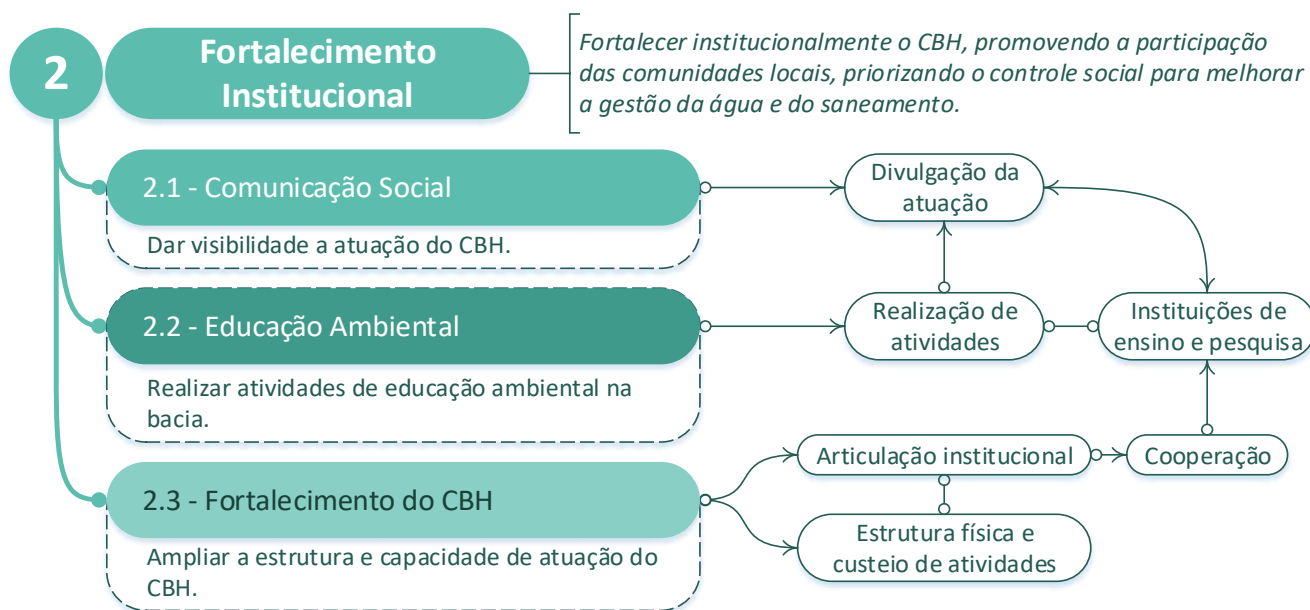 2
Fortalecimento
Institucional
Fortalecer institucionalmente o CBH, promovendo a participação
das comunidades locais, priorizando o controle social para melhorar
a gestão da água e do saneamento.
2.1 - Comunicação Social
Dar visibilidade a atuação do CBH.
Divulgação da
atuação
2.2 - Educação Ambiental
Realizar atividades de educação ambiental na
bacia.
Realização de
atividades
Instituições de
ensino e pesquisa
2.3 - Fortalecimento do CBH
Ampliar a estrutura e capacidade de atuação do
CBH.
Articulação institucional
Cooperação
Estrutura física e
custeio de atividades